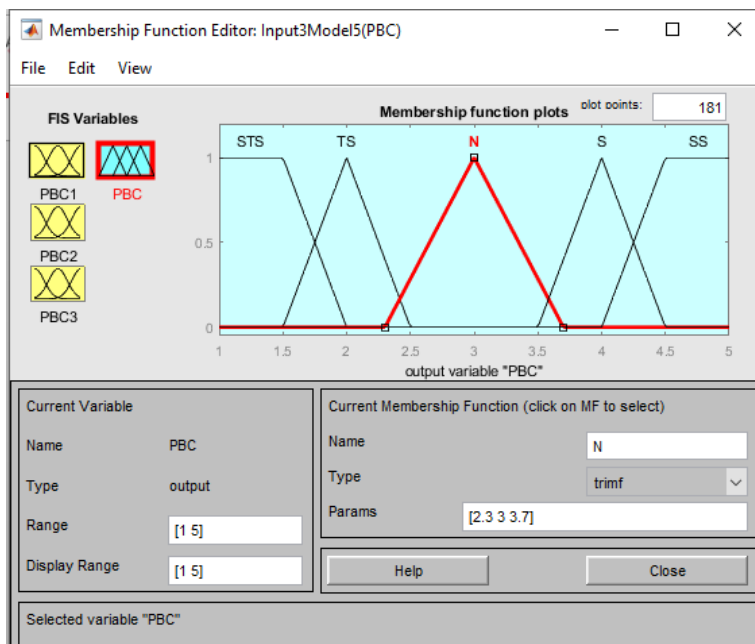 Membership Function Editor: Input3Model5(PBC)
File Edit View
FIS Variables
Membership function plots plot points: 181
PBC1 PBC
PBC2
PBC3
STS TS N S SS
1
0.5
0
1 1.5 2 2.5 3 3.5 4 4.5 5
output variable "PBC"
Current Variable
Name PBC
Type output
Range [1 5]
Display Range [1 5]
Current Membership Function (click on MF to select)
Name N
Type trimf
Params [2.3 3 3.7]
Help Close
Selected variable "PBC"